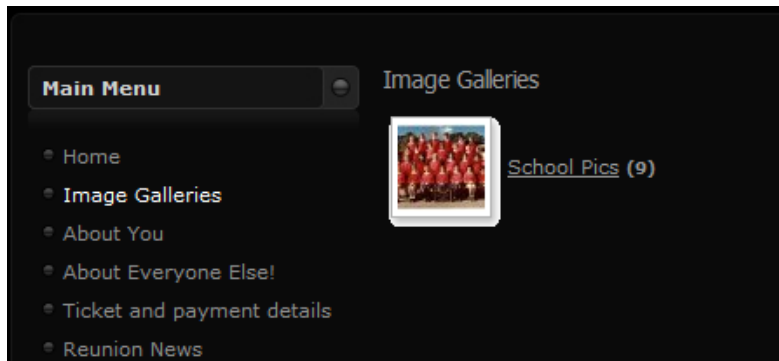 Main Menu
Home
Image Galleries
About You
About Everyone Else!
Ticket and payment details
Reunion News
Image Galleries
School Pics (9)